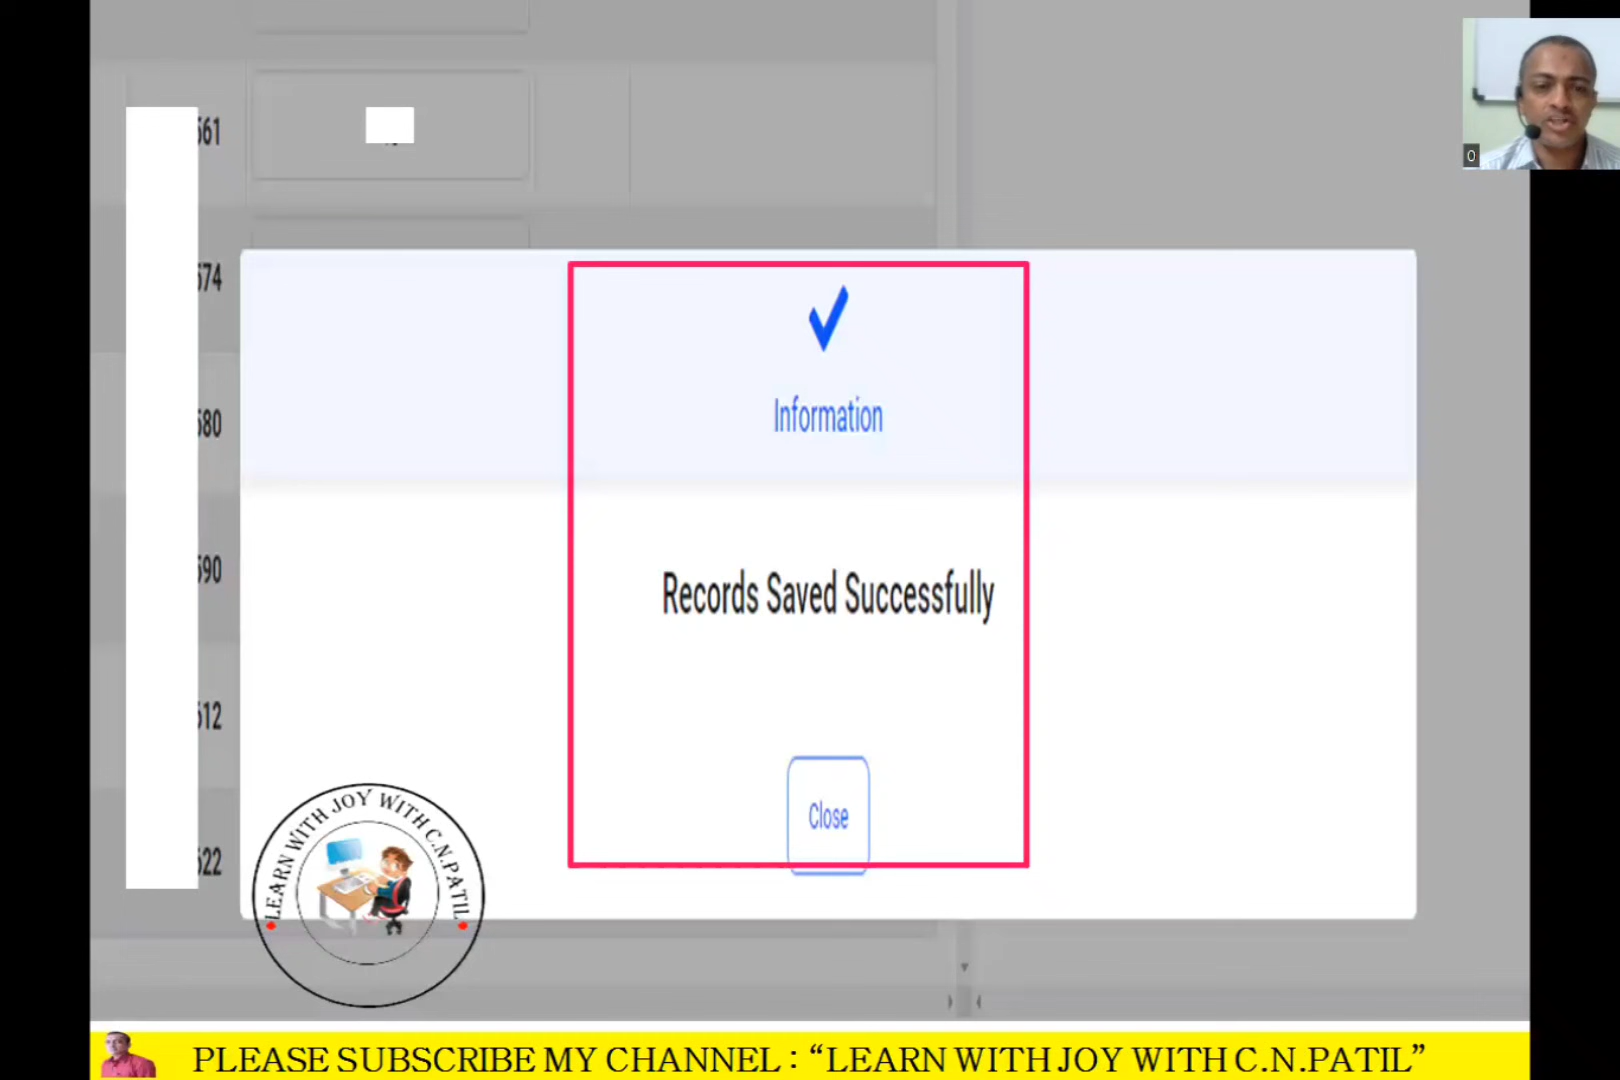 561
574
580
590
612
622
0
Information
Records Saved Successfully
Close
LEARN WITH JOY WITH C.N.PATIL
PLEASE SUBSCRIBE MY CHANNEL : “LEARN WITH JOY WITH C.N.PATIL”